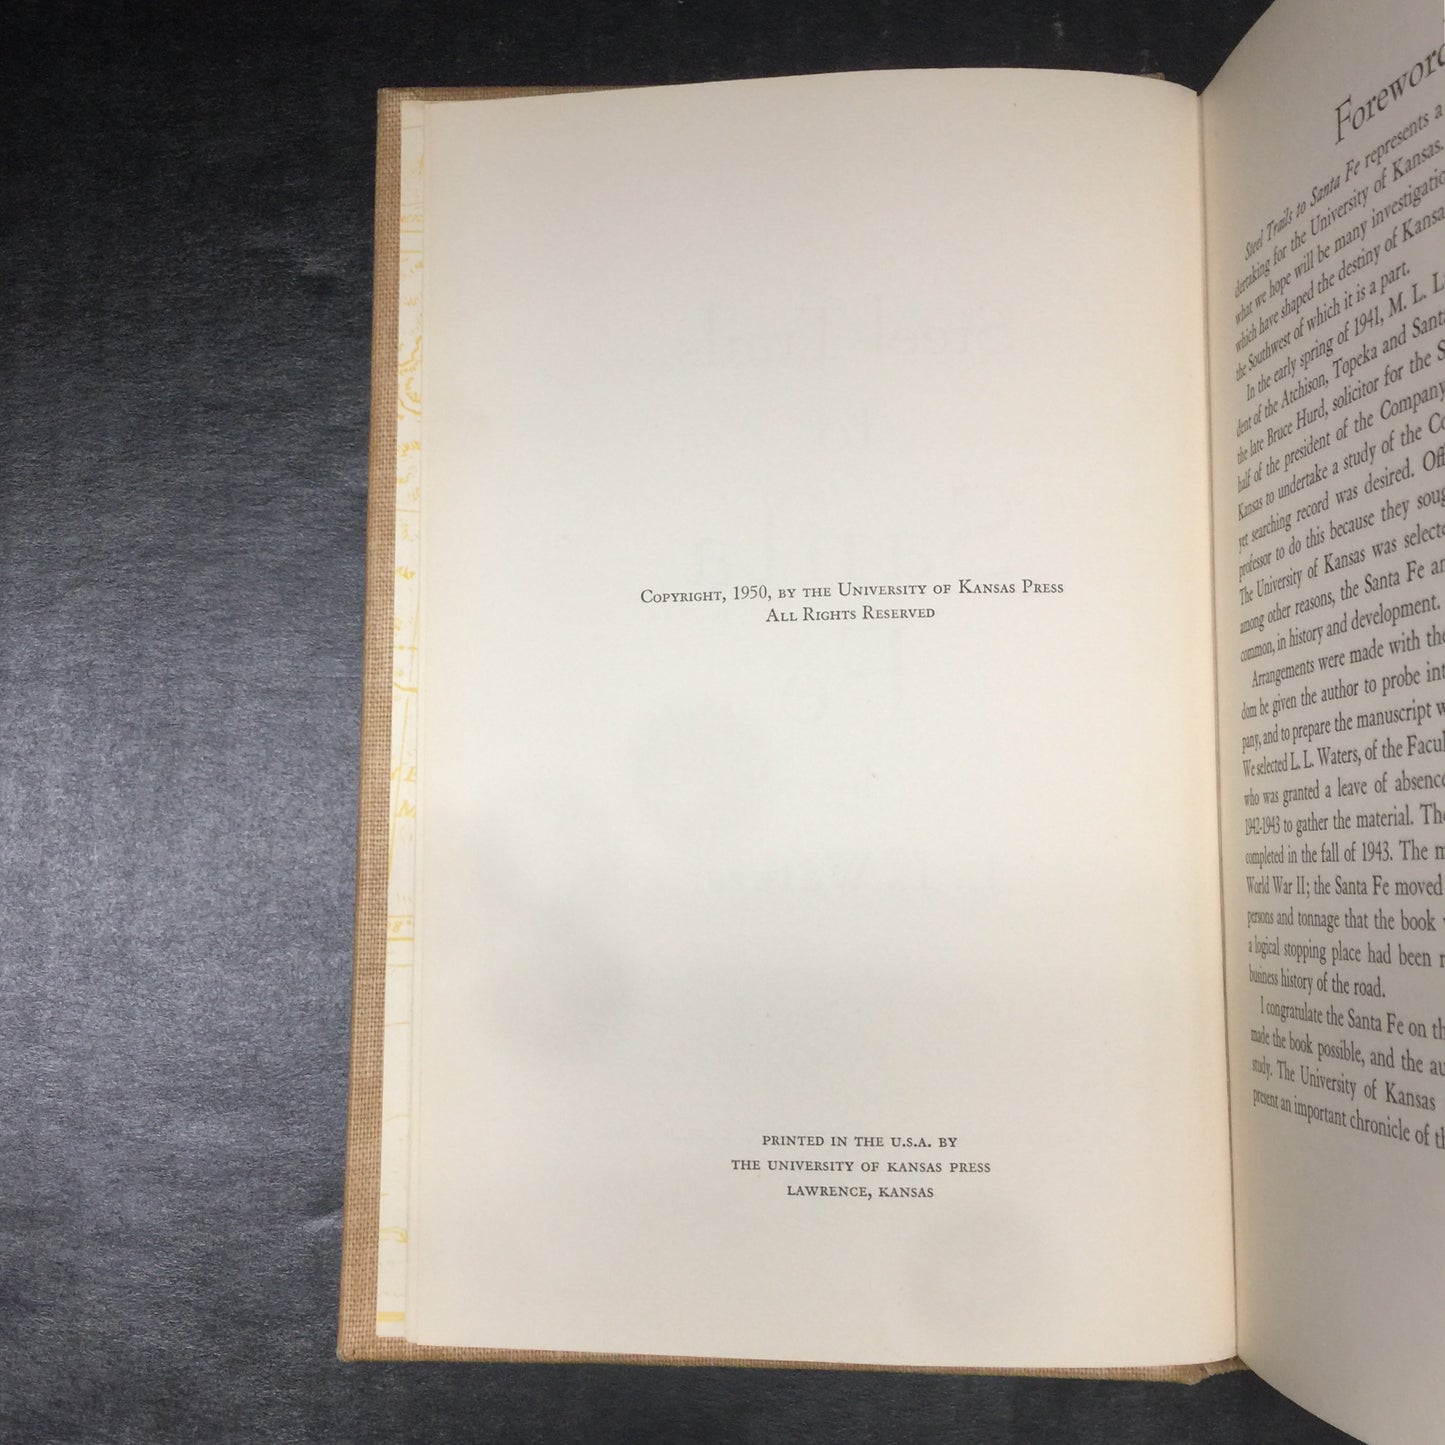 Copyright, 1950, by the University of Kansas Press
All Rights Reserved
PRINTED IN THE U.S.A. BY
THE UNIVERSITY OF KANSAS PRESS
LAWRENCE, KANSAS
Foreword
Steel Trails to Santa Fe represents a
dertaking for the University of Kansas.
what we hope will be many investigatio
which have shaped the destiny of Kansa
the Southwest of which it is a part.
In the early spring of 1941, M. L. L
dent of the Atchison, Topeka and Sant
the late Bruce Hurd, solicitor for the S
half of the president of the Company
Kansas to undertake a study of the Co
yet searching record was desired. Off
professor to do this because they soug
The University of Kansas was selecte
among other reasons, the Santa Fe an
common, in history and development.
Arrangements were made with the
dom be given the author to probe int
pany, and to prepare the manuscript w
We selected L. L. Waters, of the Facul
who was granted a leave of absence
1942-1943 to gather the material. The
completed in the fall of 1943. The m
World War II; the Santa Fe moved
persons and tonnage that the book
a logical stopping place had been r
business history of the road.
I congratulate the Santa Fe on th
made the book possible, and the au
study. The University of Kansas
present an important chronicle of th